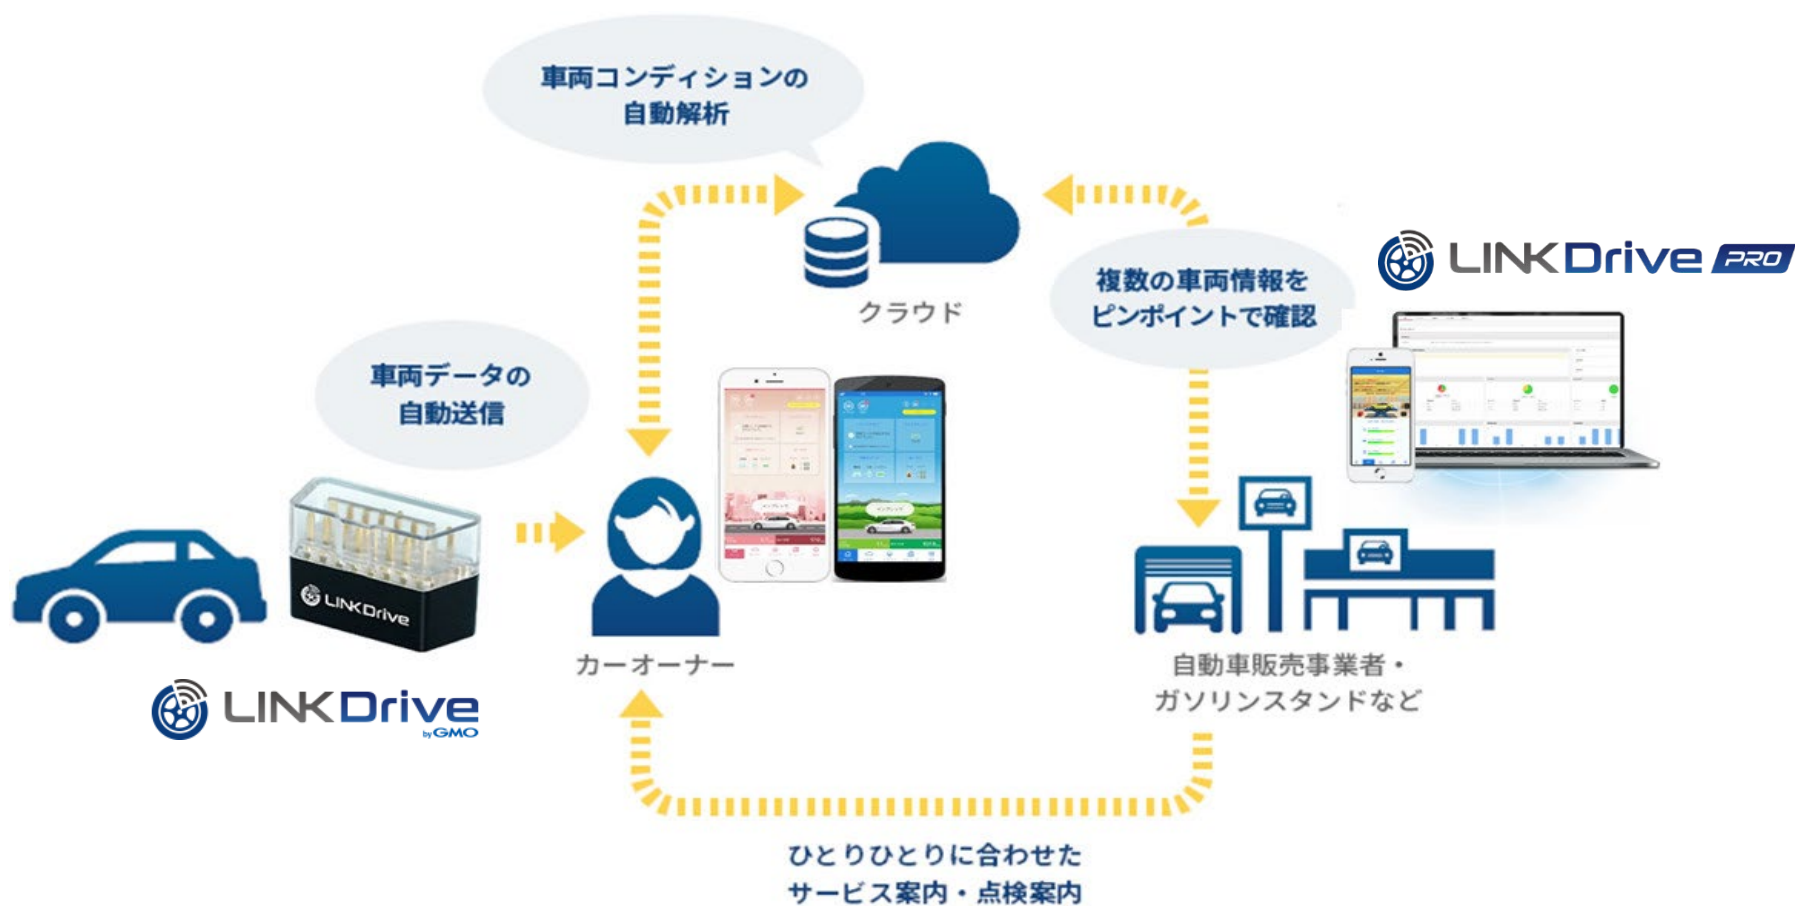 車両コンディションの
自動解析
クラウド
複数の車両情報を
ピンポイントで確認
LINKDrive PRO
車両データの
自動送信
LINKDrive
LINKDrive
by GMO
カーオーナー
自動車販売事業者・
ガソリンスタンドなど
ひとりひとりに合わせた
サービス案内・点検案内